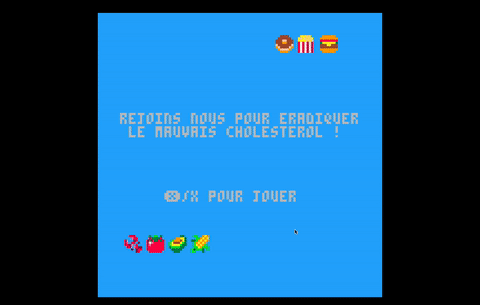 REJOINS NOUS POUR ERADIQUER
LE MAUVAIS CHOLESTEROL !
❎/X POUR JOUER